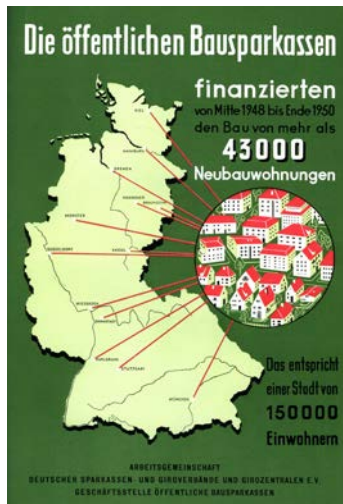 Die öffentlichen Bausparkassen
finanzierten
von Mitte 1948 bis Ende 1950
den Bau von mehr als
43000
Neubauwohnungen
KIEL
HAMBURG
BREMEN
HANNOVER
MÜNSTER
DÜSSELDORF
KASSEL
WIESBADEN
KARLSRUHE
STUTTGART
MÜNCHEN
Das entspricht
einer Stadt von
150000
Einwohnern
ARBEITSGEMEINSCHAFT
DEUTSCHER SPARKASSEN- UND GIROVERBÄNDE UND GIROZENTRALEN E.V.
GESCHÄFTSSTELLE ÖFFENTLICHE BAUSPARKASSEN